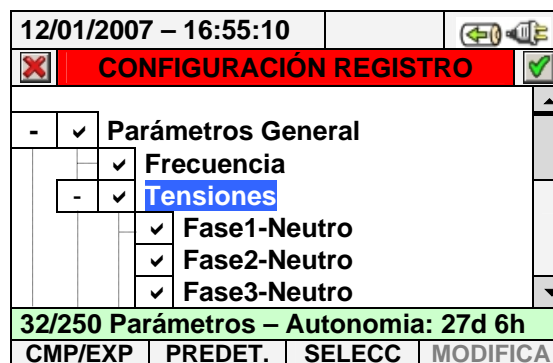 12/01/2007 – 16:55:10
CONFIGURACIÓN REGISTRO
- Parámetros General
Frecuencia
- Tensiones
Fase1-Neutro
Fase2-Neutro
Fase3-Neutro
32/250 Parámetros – Autonomia: 27d 6h
CMP/EXP PREDET. SELECC MODIFICA